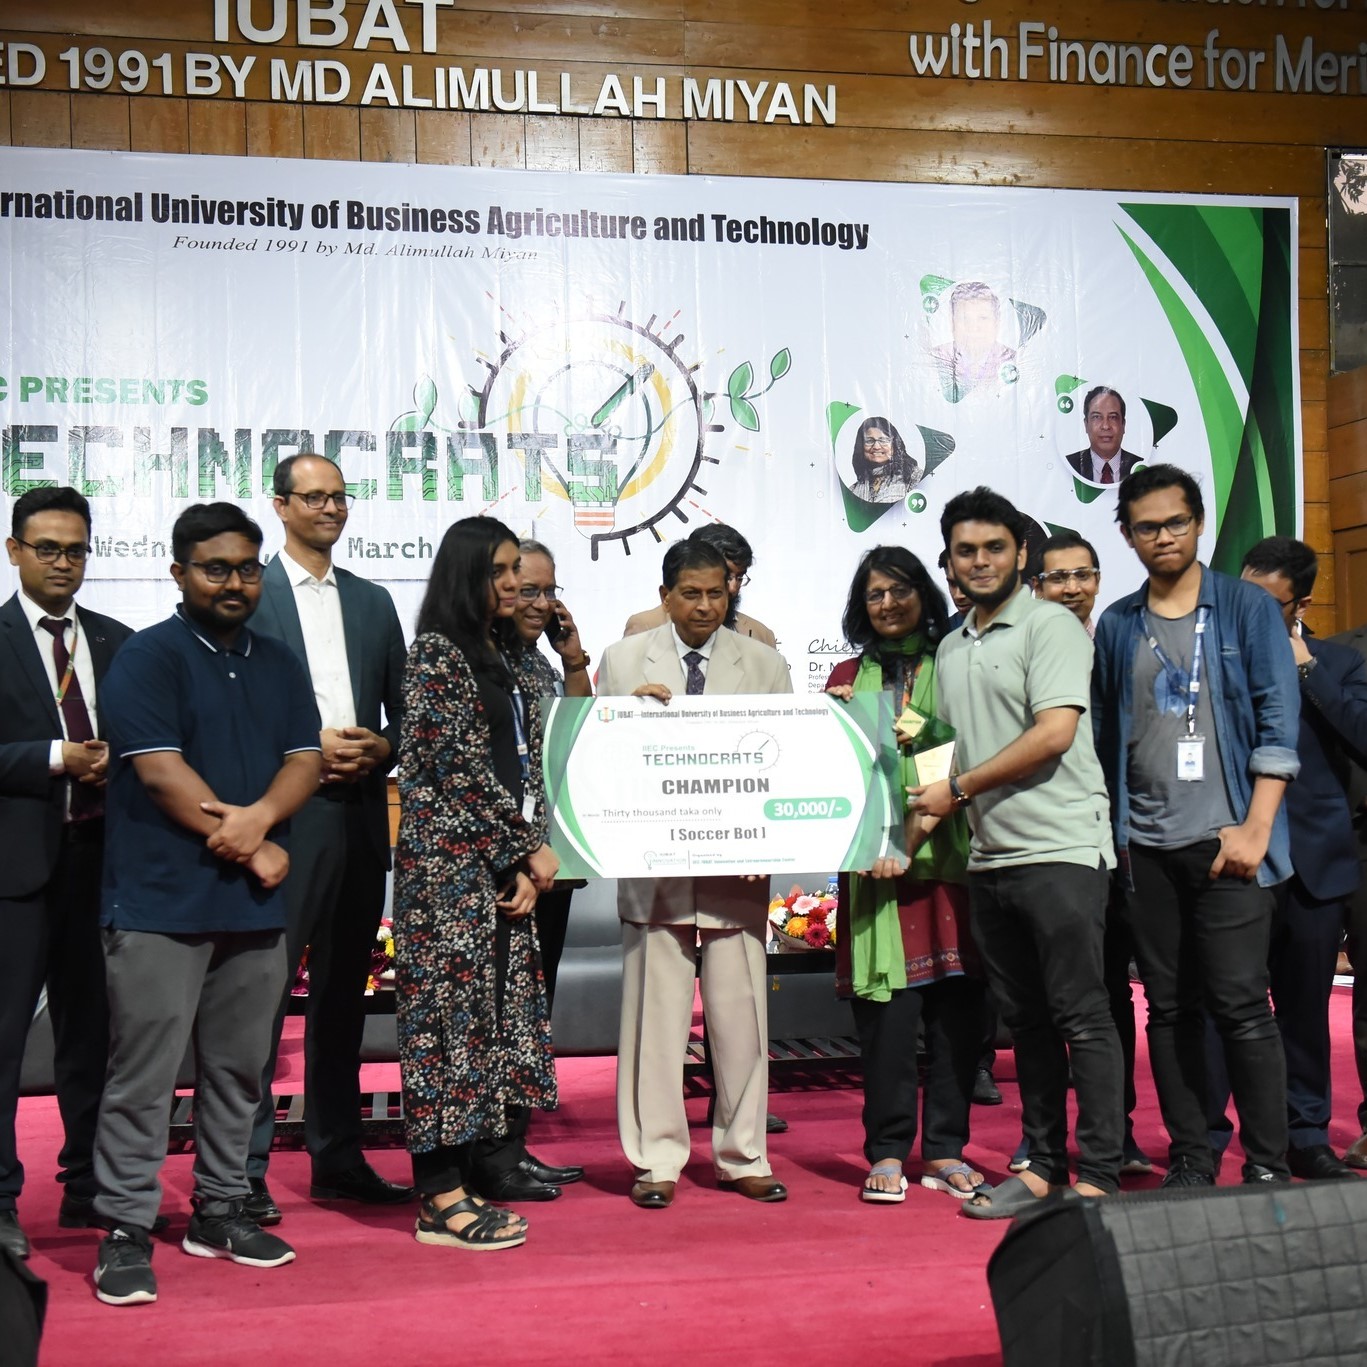 IUBAT
ED 1991 BY MD ALIMULLAH MIYAN
with Finance for Meri
rnational University of Business Agriculture and Technology
Founded 1991 by Md. Alimullah Miyan
C PRESENTS
ECHNOCRATS
March
Dr. M
IUBAT—International University of Business Agriculture and Technology
IIEC Presents
TECHNOCRATS
CHAMPION
Thirty thousand taka only
30,000/-
[ Soccer Bot ]